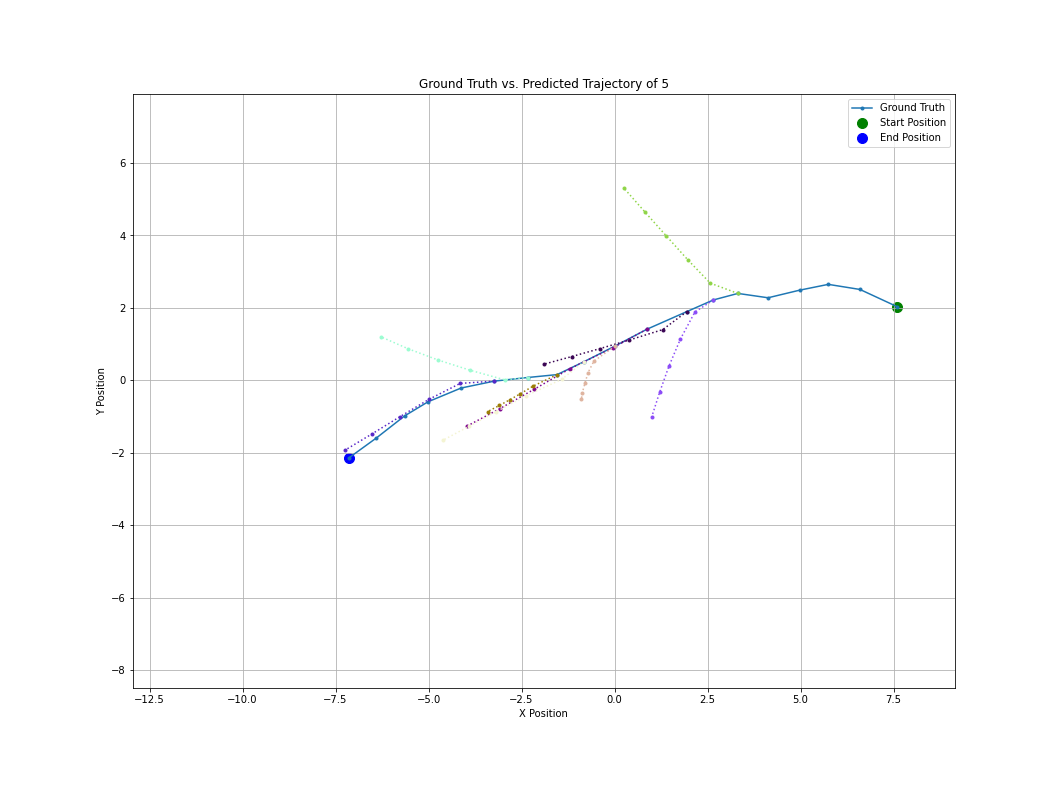 Ground Truth vs. Predicted Trajectory of 5
Ground Truth
Start Position
End Position
6
4
2
0
−2
−4
−6
−8
Y Position
−12.5 −10.0 −7.5 −5.0 −2.5 0.0 2.5 5.0 7.5
X Position